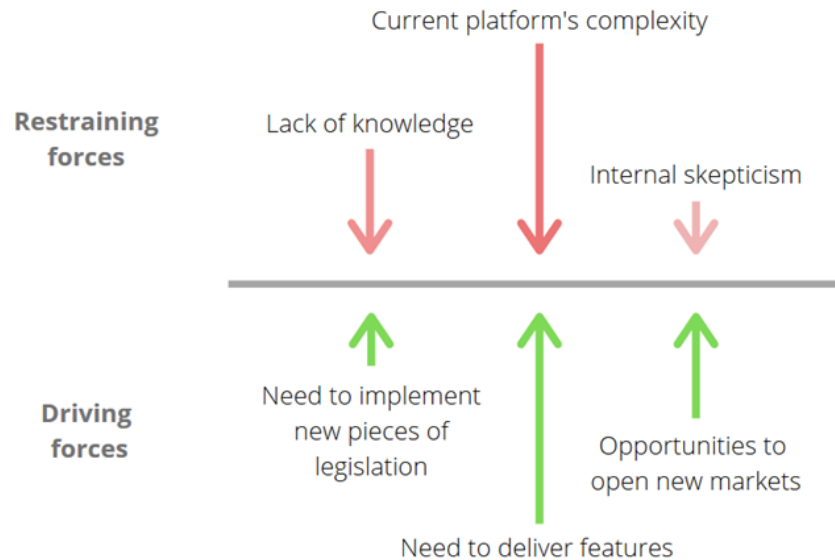 Current platform's complexity
Restraining
forces
Lack of knowledge
Internal skepticism
Need to implement
new pieces of
legislation
Driving
forces
Opportunities to
open new markets
Need to deliver features